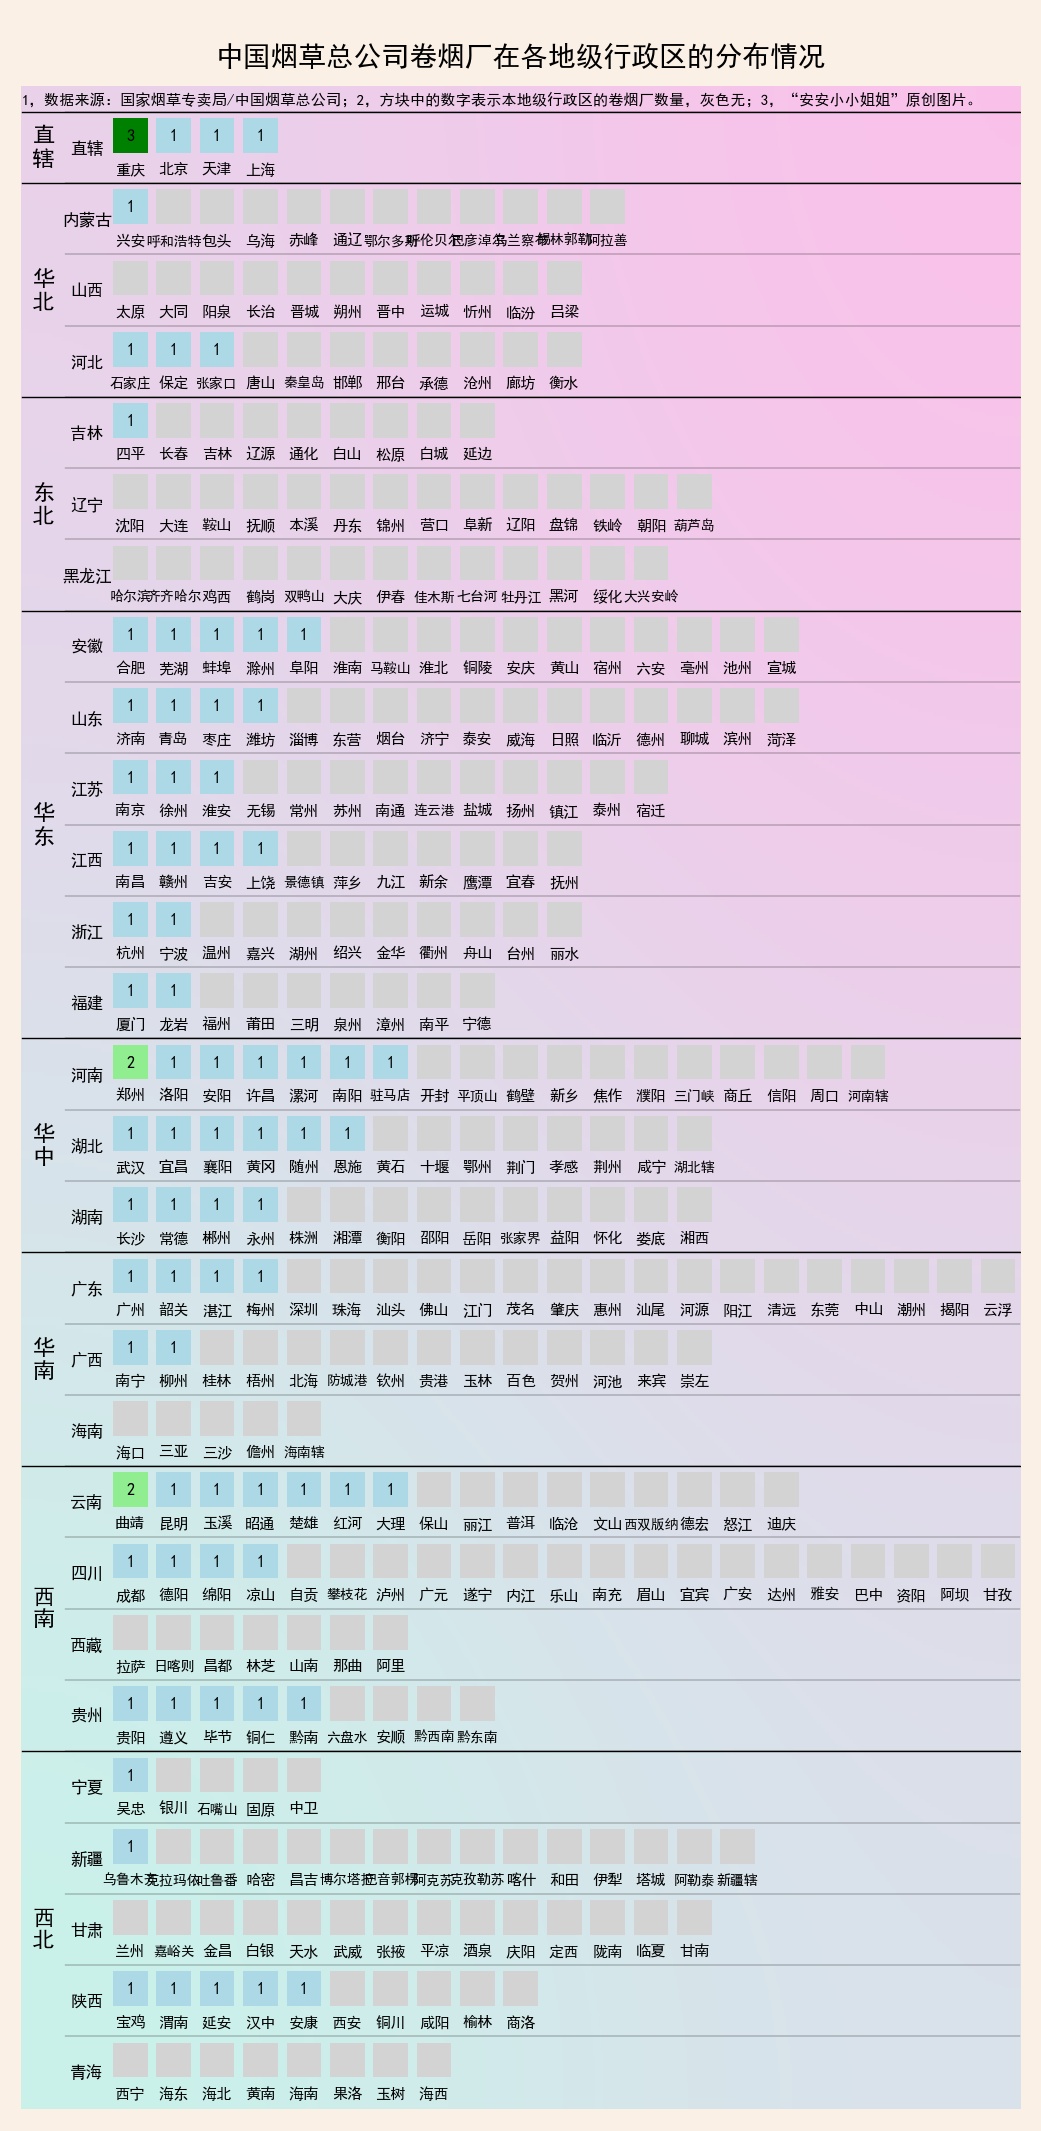 中国烟草总公司卷烟厂在各地级行政区的分布情况
1，数据来源：国家烟草专卖局/中国烟草总公司；2，方块中的数字表示本地级行政区的卷烟厂数量，灰色无；3，“安安小小姐姐”原创图片。
直辖
直辖
3 1 1 1
重庆 北京 天津 上海
华北
内蒙古
1
兴安 呼和浩特 包头 乌海 赤峰 通辽 鄂尔多斯 呼伦贝尔 巴彦淖尔 乌兰察布 锡林郭勒 阿拉善
山西
太原 大同 阳泉 长治 晋城 朔州 晋中 运城 忻州 临汾 吕梁
河北
1 1 1
石家庄 保定 张家口 唐山 秦皇岛 邯郸 邢台 承德 沧州 廊坊 衡水
东北
吉林
1
四平 长春 吉林 辽源 通化 白山 松原 白城 延边
辽宁
沈阳 大连 鞍山 抚顺 本溪 丹东 锦州 营口 阜新 辽阳 盘锦 铁岭 朝阳 葫芦岛
黑龙江
哈尔滨 齐齐哈尔 鸡西 鹤岗 双鸭山 大庆 伊春 佳木斯 七台河 牡丹江 黑河 绥化 大兴安岭
华东
安徽
1 1 1 1 1
合肥 芜湖 蚌埠 滁州 阜阳 淮南 马鞍山 淮北 铜陵 安庆 黄山 宿州 六安 亳州 池州 宣城
山东
1 1 1 1
济南 青岛 枣庄 潍坊 淄博 东营 烟台 济宁 泰安 威海 日照 临沂 德州 聊城 滨州 菏泽
江苏
1 1 1
南京 徐州 淮安 无锡 常州 苏州 南通 连云港 盐城 扬州 镇江 泰州 宿迁
江西
1 1 1 1
南昌 赣州 吉安 上饶 景德镇 萍乡 九江 新余 鹰潭 宜春 抚州
浙江
1 1
杭州 宁波 温州 嘉兴 湖州 绍兴 金华 衢州 舟山 台州 丽水
福建
1 1
厦门 龙岩 福州 莆田 三明 泉州 漳州 南平 宁德
华中
河南
2 1 1 1 1 1 1
郑州 洛阳 安阳 许昌 漯河 南阳 驻马店 开封 平顶山 鹤壁 新乡 焦作 濮阳 三门峡 商丘 信阳 周口 河南辖
湖北
1 1 1 1 1 1
武汉 宜昌 襄阳 黄冈 随州 恩施 黄石 十堰 鄂州 荆门 孝感 荆州 咸宁 湖北辖
湖南
1 1 1 1
长沙 常德 郴州 永州 株洲 湘潭 衡阳 邵阳 岳阳 张家界 益阳 怀化 娄底 湘西
华南
广东
1 1 1 1
广州 韶关 湛江 梅州 深圳 珠海 汕头 佛山 江门 茂名 肇庆 惠州 汕尾 河源 阳江 清远 东莞 中山 潮州 揭阳 云浮
广西
1 1
南宁 柳州 桂林 梧州 北海 防城港 钦州 贵港 玉林 百色 贺州 河池 来宾 崇左
海南
海口 三亚 三沙 儋州 海南辖
西南
云南
2 1 1 1 1 1 1
曲靖 昆明 玉溪 昭通 楚雄 红河 大理 保山 丽江 普洱 临沧 文山 西双版纳 德宏 怒江 迪庆
四川
1 1 1 1
成都 德阳 绵阳 凉山 自贡 攀枝花 泸州 广元 遂宁 内江 乐山 南充 眉山 宜宾 广安 达州 雅安 巴中 资阳 阿坝 甘孜
西藏
拉萨 日喀则 昌都 林芝 山南 那曲 阿里
贵州
1 1 1 1 1
贵阳 遵义 毕节 铜仁 黔南 六盘水 安顺 黔西南 黔东南
西北
宁夏
1
吴忠 银川 石嘴山 固原 中卫
新疆
1
乌鲁木齐 克拉玛依 吐鲁番 哈密 昌吉 博尔塔拉 巴音郭楞 阿克苏 克孜勒苏 喀什 和田 伊犁 塔城 阿勒泰 新疆辖
甘肃
兰州 嘉峪关 金昌 白银 天水 武威 张掖 平凉 酒泉 庆阳 定西 陇南 临夏 甘南
陕西
1 1 1 1 1
宝鸡 渭南 延安 汉中 安康 西安 铜川 咸阳 榆林 商洛
青海
西宁 海东 海北 黄南 海南 果洛 玉树 海西